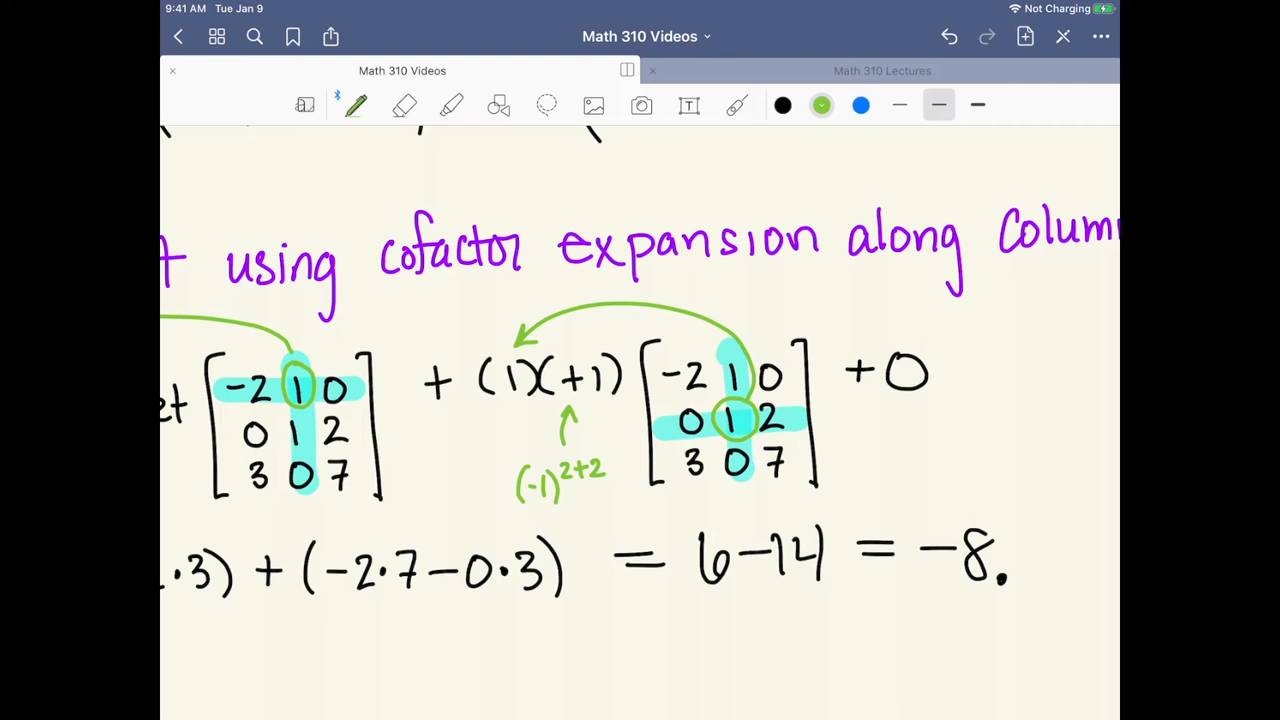 9:41 AM Tue Jan 9
Not Charging
Math 310 Videos
Math 310 Videos
Math 310 Lectures
using cofactor expansion along colum
[-2 1 0 + (1)(+1) [-2 1 0 + 0
0 1 2 0 1 2
3 0 7] (-1)^{2+2} 3 0 7]
·3) + (-2·7-0·3) = 6-14 = -8.